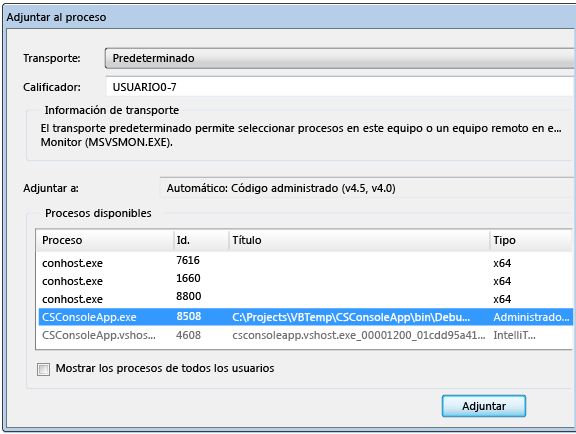 Adjuntar al proceso
Transporte: Predeterminado
Calificador: USUARIO0-7
Información de transporte
El transporte predeterminado permite seleccionar procesos en este equipo o un equipo remoto en e...
Monitor (MSVSMON.EXE).
Adjuntar a: Automático: Código administrado (v4.5, v4.0)
Procesos disponibles
Proceso Id. Título Tipo
conhost.exe 7616 x64
conhost.exe 1660 x64
conhost.exe 8800 x64
CSConsoleApp.exe 8508 C:\Projects\VBTemp\CSConsoleApp\bin\Debu... Administrado...
CSConsoleApp.vshos... 4608 csconsoleapp.vshost.exe_00001200_01cdd95a41... IntelliT...
Mostrar los procesos de todos los usuarios
Adjuntar